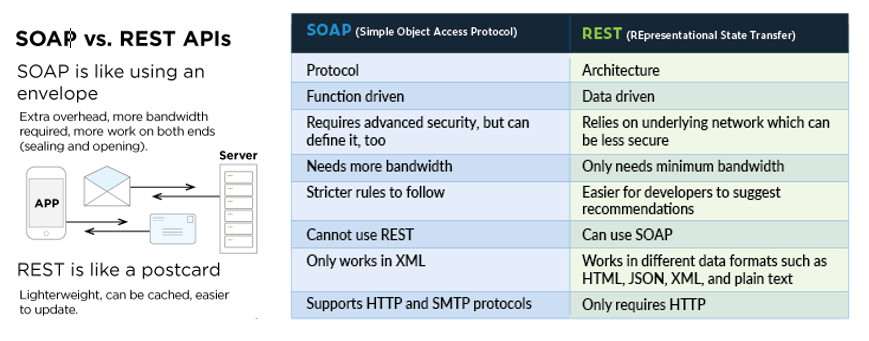 SOAP vs. REST APIs
SOAP is like using an
envelope
Extra overhead, more bandwidth
required, more work on both ends
(sealing and opening).
Server
APP
REST is like a postcard
Lighterweight, can be cached, easier
to update.
SOAP (Simple Object Access Protocol)
REST (REpresentational State Transfer)
Protocol
Architecture
Function driven
Data driven
Requires advanced security, but can
define it, too
Relies on underlying network which can
be less secure
Needs more bandwidth
Only needs minimum bandwidth
Stricter rules to follow
Easier for developers to suggest
recommendations
Cannot use REST
Can use SOAP
Only works in XML
Works in different data formats such as
HTML, JSON, XML, and plain text
Supports HTTP and SMTP protocols
Only requires HTTP